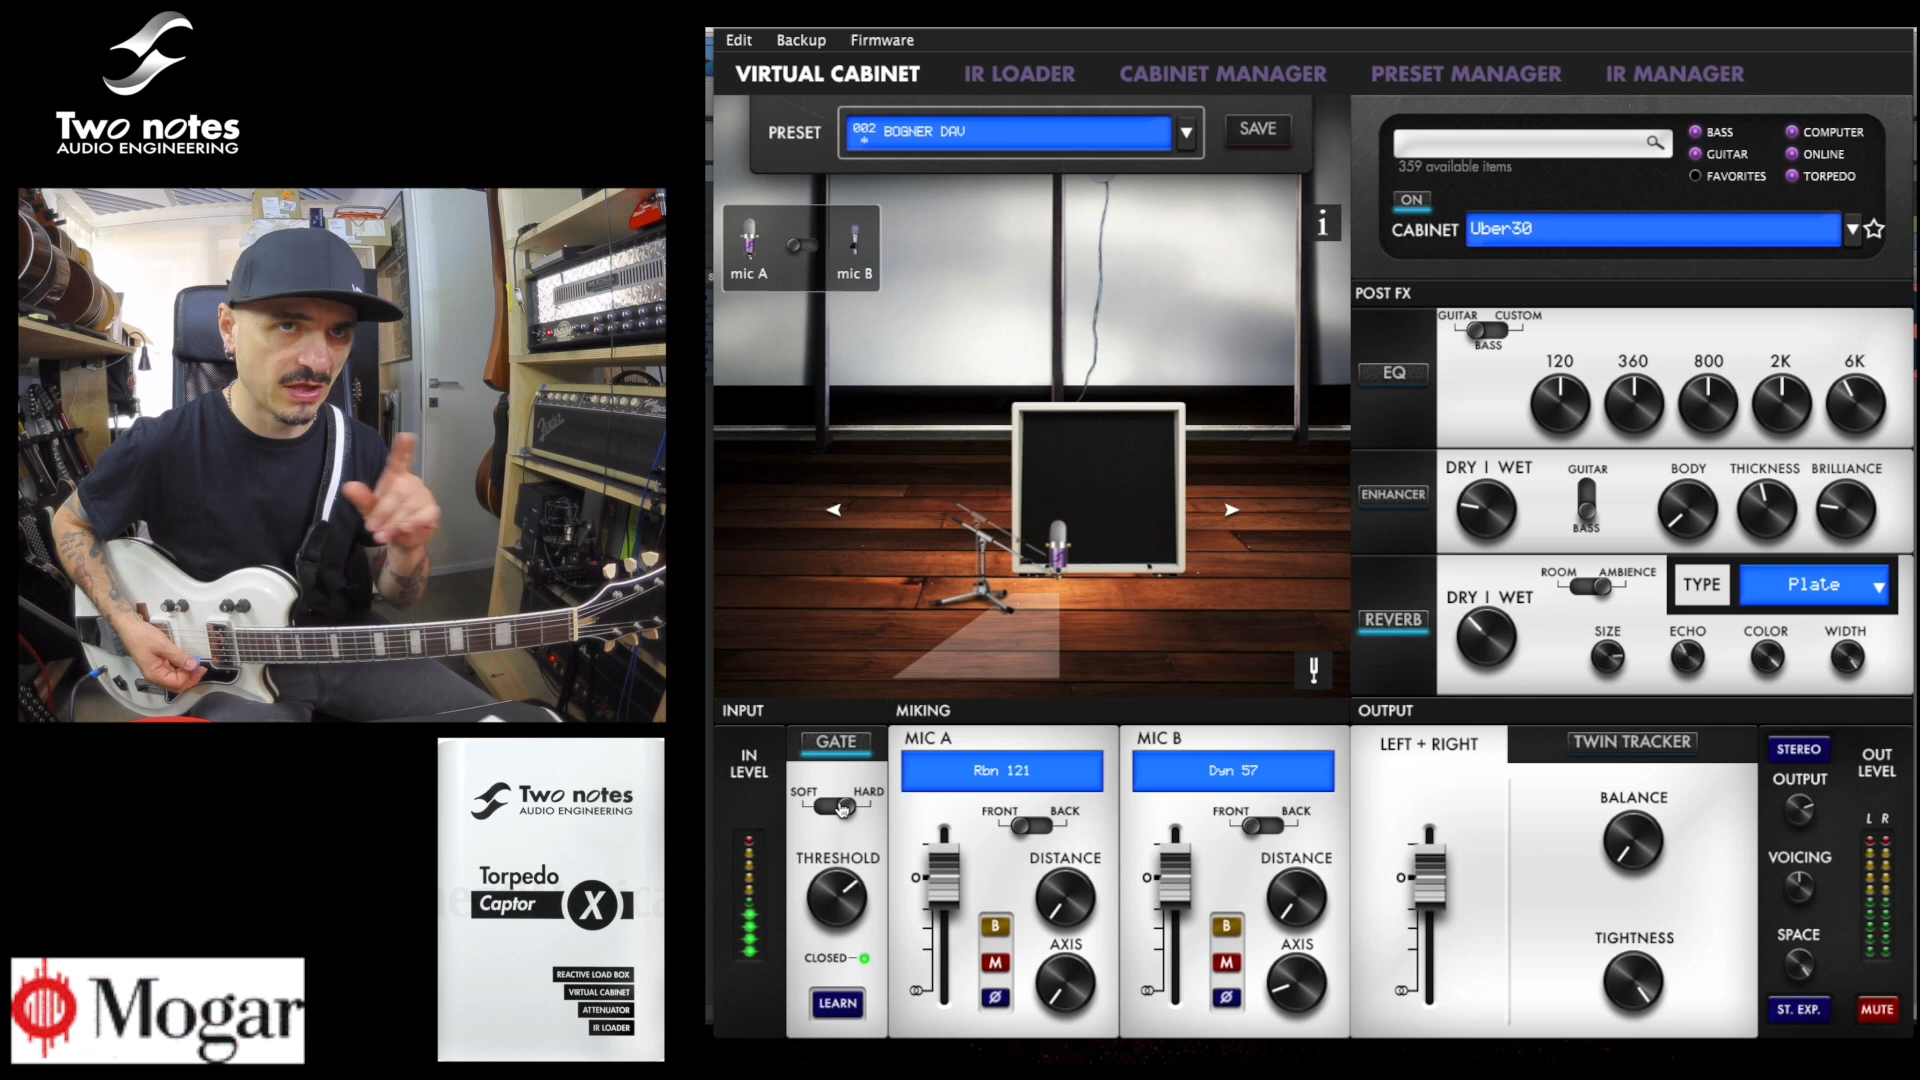 Two notes
AUDIO ENGINEERING
Edit Backup Firmware
VIRTUAL CABINET IR LOADER CABINET MANAGER PRESET MANAGER IR MANAGER
PRESET
002 BOGNER DAV
*
SAVE
359 available items
BASS
COMPUTER
GUITAR
ONLINE
FAVORITES
TORPEDO
ON
CABINET
Uber30
mic A
mic B
i
POST FX
GUITAR CUSTOM
BASS
EQ
120 360 800 2K 6K
ENHANCER
DRY | WET
GUITAR
BASS
BODY THICKNESS BRILLIANCE
REVERB
DRY | WET
ROOM AMBIENCE
TYPE
Plate
SIZE ECHO COLOR WIDTH
Fender
INPUT
MIKING
OUTPUT
IN
LEVEL
GATE
SOFT HARD
THRESHOLD
CLOSED
LEARN
MIC A
Rbn 121
FRONT BACK
DISTANCE
AXIS
O
B
M
Ø
MIC B
Dyn 57
FRONT BACK
DISTANCE
AXIS
O
B
M
Ø
LEFT + RIGHT
O
TWIN TRACKER
BALANCE
TIGHTNESS
STEREO
OUTPUT
VOICING
SPACE
ST. EXP.
OUT
LEVEL
L R
MUTE
Two notes
AUDIO ENGINEERING
Torpedo
Captor X
REACTIVE LOAD BOX
VIRTUAL CABINET
ATTENUATOR
IR LOADER
Mogar